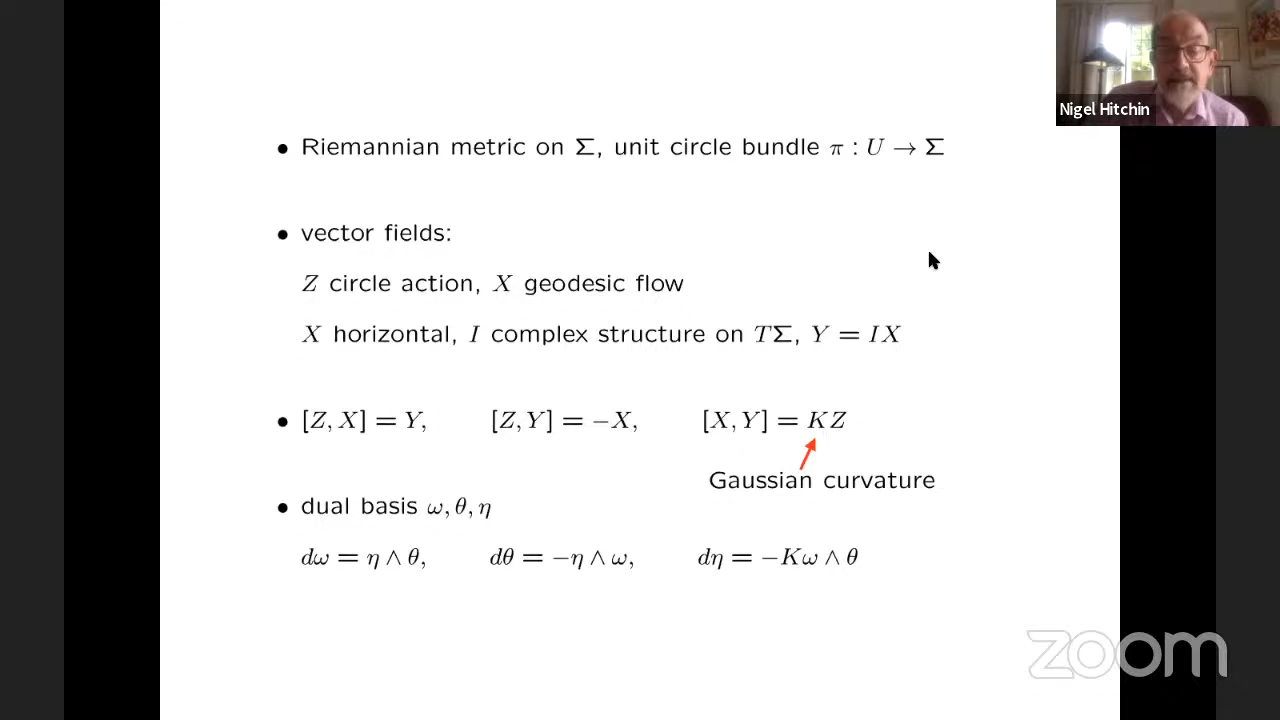 Nigel Hitchin
• Riemannian metric on Σ, unit circle bundle π : U → Σ
• vector fields:
Z circle action, X geodesic flow
X horizontal, I complex structure on TΣ, Y = IX
• [Z, X] = Y, [Z, Y] = −X, [X, Y] = KZ
Gaussian curvature
• dual basis ω, θ, η
dω = η ∧ θ, dθ = −η ∧ ω, dη = −Kω ∧ θ
zoom